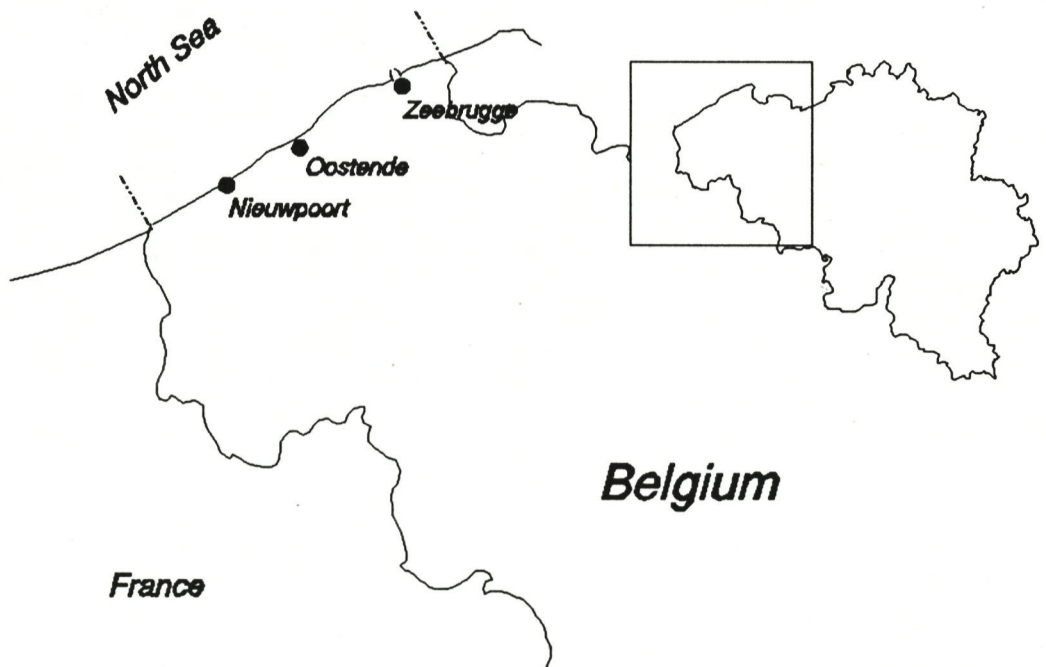 North Sea
Zeebrugge
Oostende
Nieuwpoort
Belgium
France